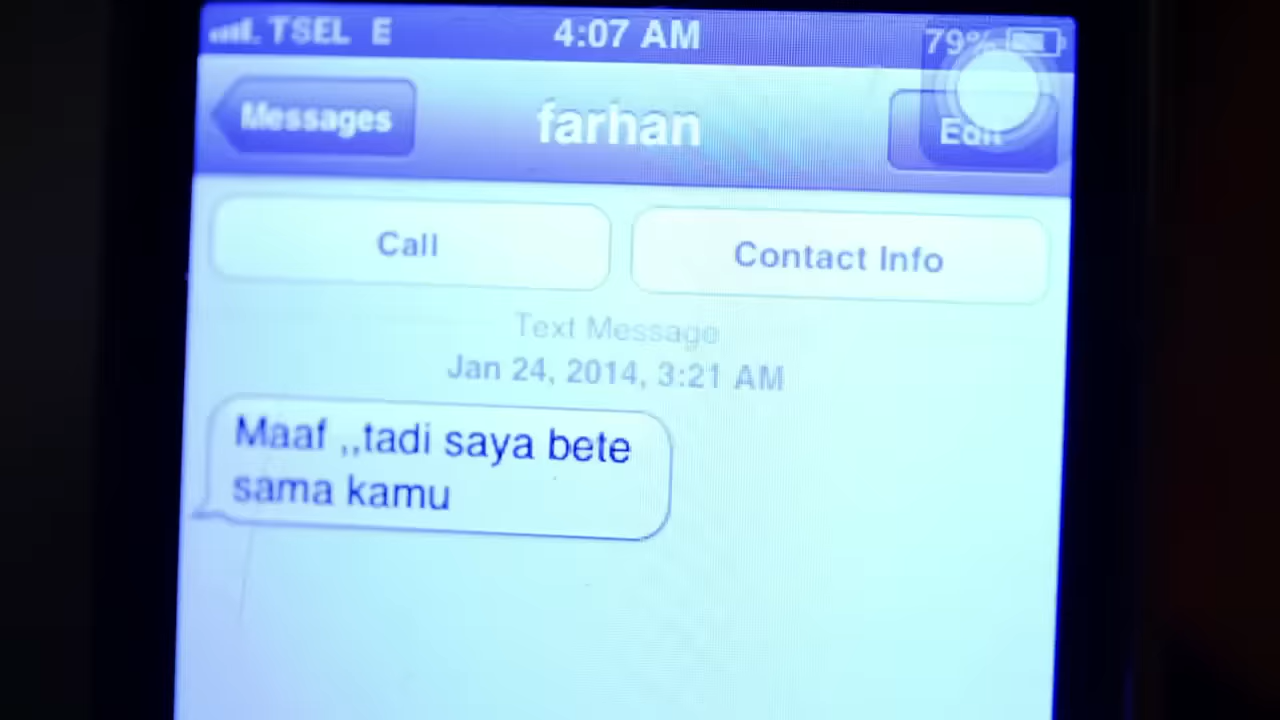 TSEL E 4:07 AM 79%
Messages farhan Edit
Call Contact Info
Text Message
Jan 24, 2014, 3:21 AM
Maaf ,,tadi saya bete
sama kamu